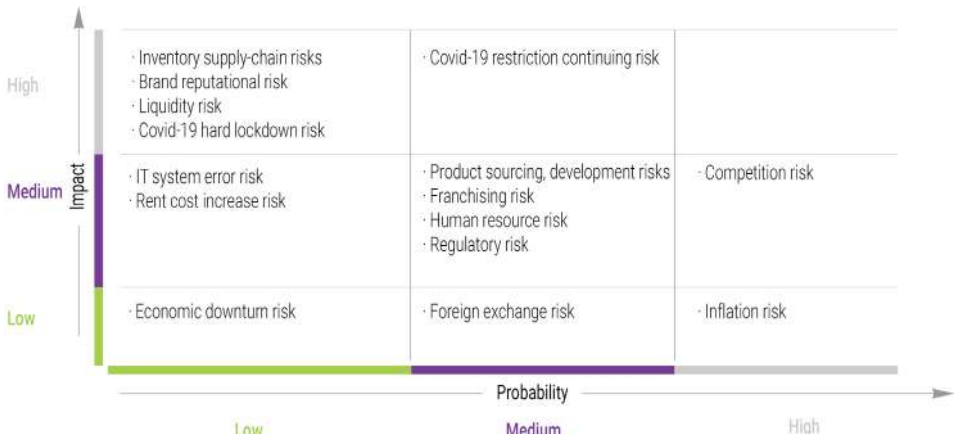 High
· Inventory supply-chain risks
· Brand reputational risk
· Liquidity risk
· Covid-19 hard lockdown risk
· Covid-19 restriction continuing risk
Impact
Medium
· IT system error risk
· Rent cost increase risk
· Product sourcing, development risks
· Franchising risk
· Human resource risk
· Regulatory risk
· Competition risk
Low
· Economic downturn risk
· Foreign exchange risk
· Inflation risk
Probability
Low
Medium
High